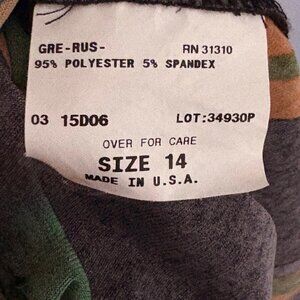 GRE-RUS- RN 31310
95% POLYESTER 5% SPANDEX
03 15D06 LOT:34930P
OVER FOR CARE
SIZE 14
MADE IN U.S.A.